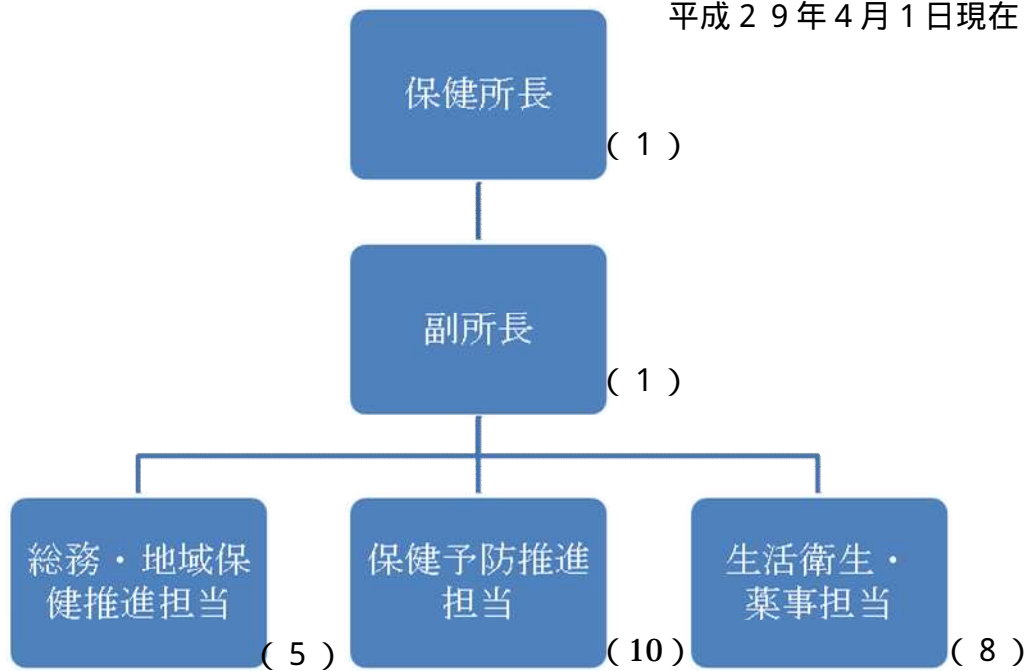 平成２９年４月１日現在
保健所長
（１）
副所長
（１）
総務・地域保
健推進担当
（５）
保健予防推進
担当
（10）
生活衛生・
薬事担当
（８）